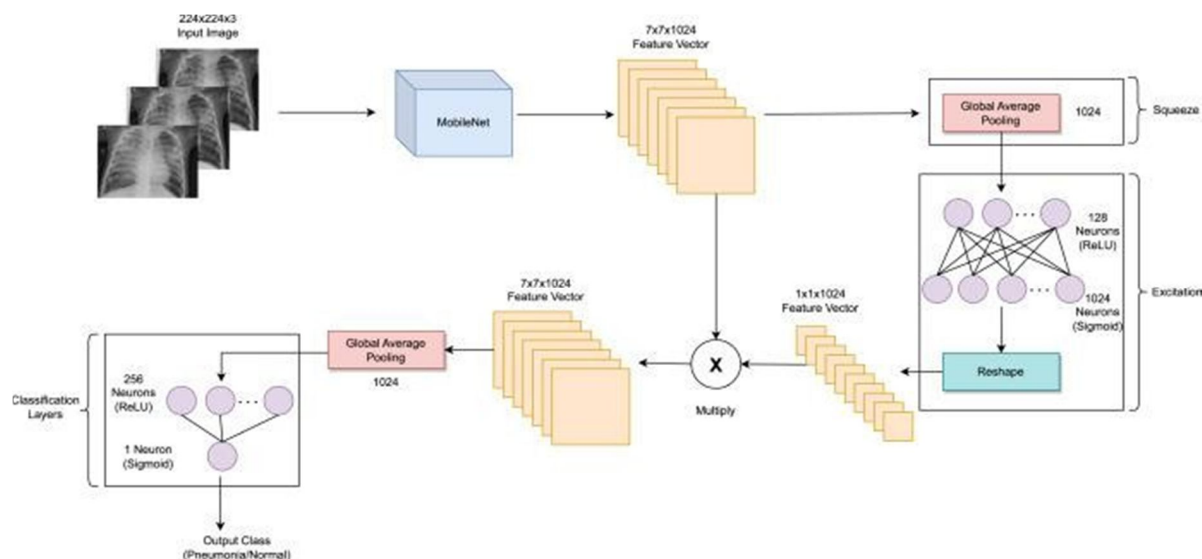 224x224x3
Input Image
MobileNet
7x7x1024
Feature Vector
Global Average
Pooling
1024
Squeeze
128
Neurons
(ReLU)
1024
Neurons
(Sigmoid)
Excitation
Reshape
1x1x1024
Feature Vector
X
Multiply
7x7x1024
Feature Vector
Global Average
Pooling
1024
256
Neurons
(ReLU)
1 Neuron
(Sigmoid)
Classification
Layers
Output Class
(Pneumonia/Normal)